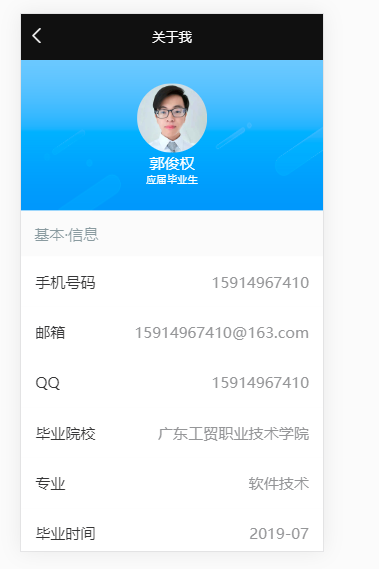 关于我
郭俊权
应届毕业生
基本·信息
手机号码 15914967410
邮箱 15914967410@163.com
QQ 15914967410
毕业院校 广东工贸职业技术学院
专业 软件技术
毕业时间 2019-07